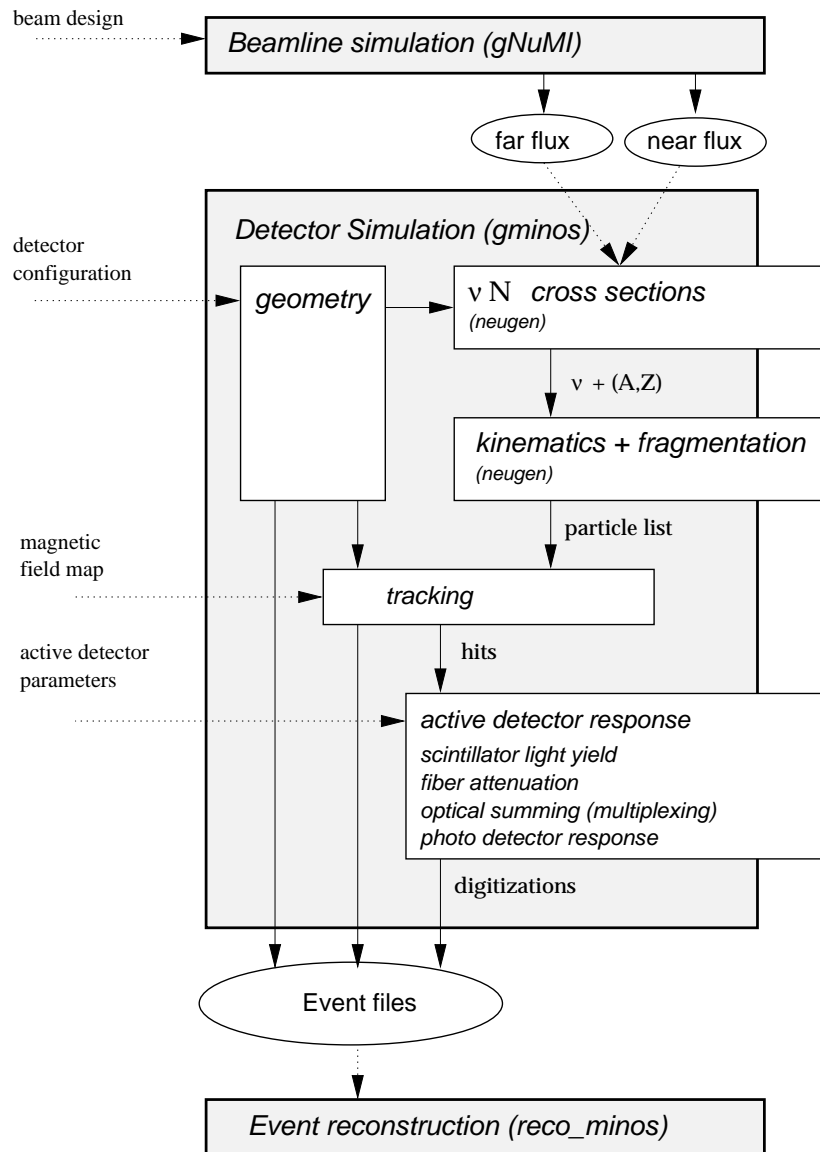 beam design
Beamline simulation (gNuMI)
far flux
near flux
Detector Simulation (gminos)
detector
configuration
geometry
ν N cross sections
(neugen)
ν + (A,Z)
kinematics + fragmentation
(neugen)
particle list
magnetic
field map
tracking
hits
active detector
parameters
active detector response
scintillator light yield
fiber attenuation
optical summing (multiplexing)
photo detector response
digitizations
Event files
Event reconstruction (reco_minos)